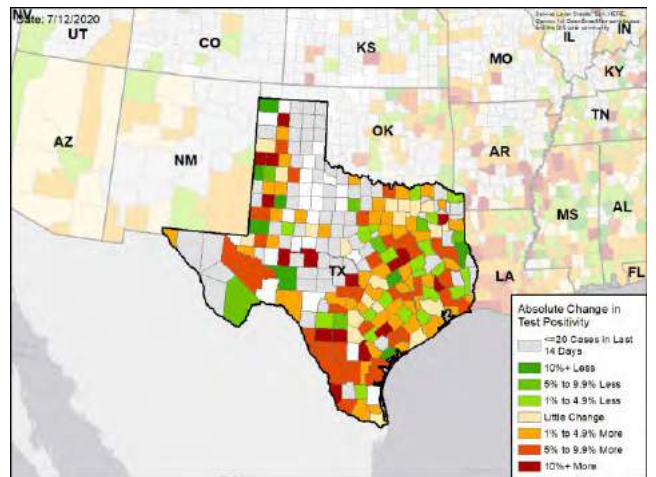 NV
Date: 7/12/2020
UT
CO
KS
MO
IL
IN
KY
AZ
NM
OK
AR
TN
MS
AL
TX
LA
FL
Absolute Change in
Test Positivity
<=20 Cases in Last
14 Days
10%+ Less
5% to 9.9% Less
1% to 4.9% Less
Little Change
1% to 4.9% More
5% to 9.9% More
10%+ More